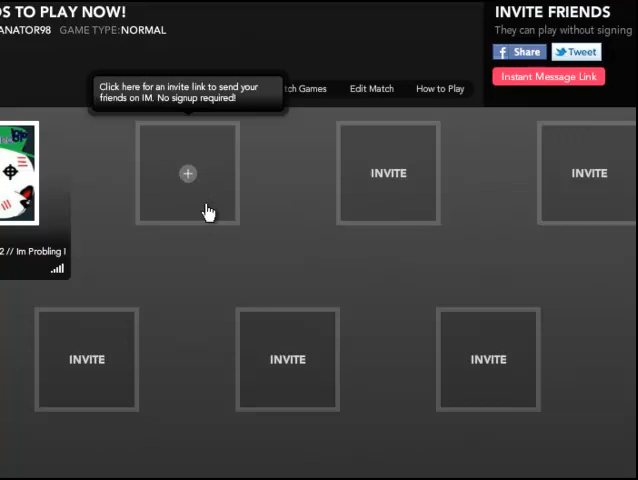 DS TO PLAY NOW!
ANATOR98 GAME TYPE: NORMAL
INVITE FRIENDS
They can play without signing
Share Tweet
Instant Message Link
Click here for an invite link to send your
friends on IM. No signup required!
tch Games Edit Match How to Play
INVITE INVITE
2 // Im Probling I
INVITE INVITE INVITE